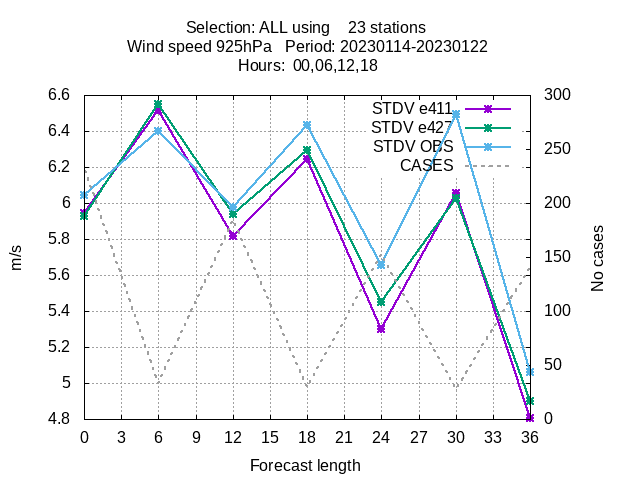 Selection: ALL using    23 stations
Wind speed 925hPa   Period: 20230114-20230122
Hours:  00,06,12,18
STDV e411
STDV e427
STDV OBS
CASES
6.6
6.4
6.2
6
5.8
5.6
5.4
5.2
5
4.8
m/s
300
250
200
150
100
50
0
No cases
0 3 6 9 12 15 18 21 24 27 30 33 36
Forecast length